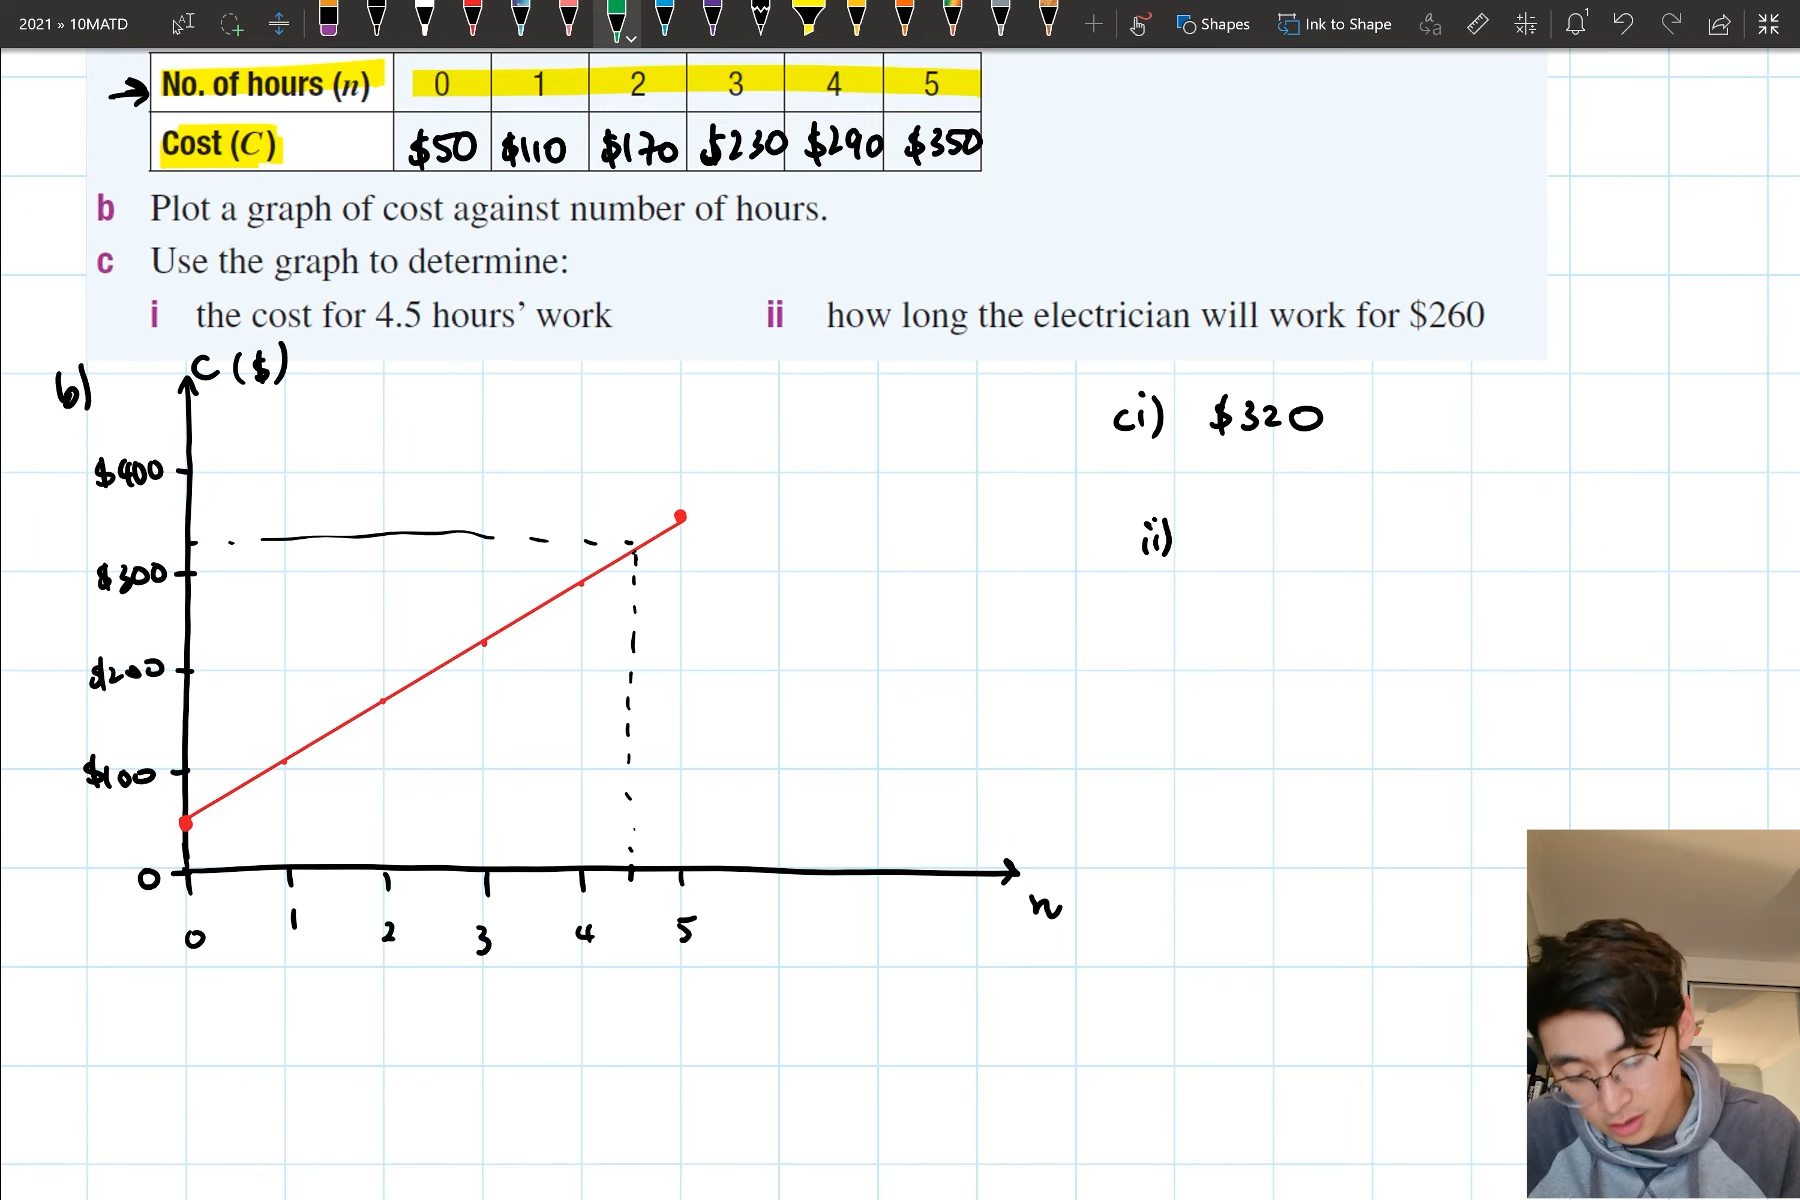 2021 » 10MATD
Shapes
Ink to Shape
1
No. of hours (n) 0 1 2 3 4 5
Cost (C) $50 $110 $170 $230 $290 $350
b Plot a graph of cost against number of hours.
c Use the graph to determine:
i the cost for 4.5 hours’ work
ii how long the electrician will work for $260
b)
C ($)
$400
$300
$200
$100
0
0 1 2 3 4 5
n
ci) $320
ii)